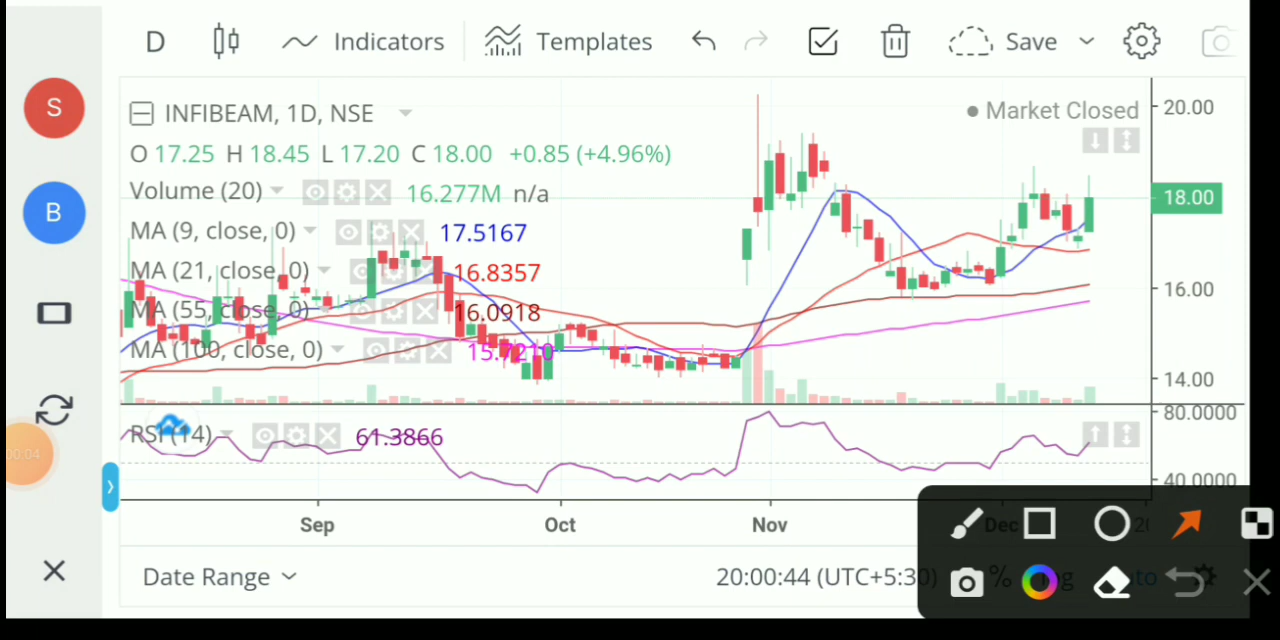 D Indicators Templates Save
S
INFIBEAM, 1D, NSE
Market Closed
20.00
O 17.25 H 18.45 L 17.20 C 18.00 +0.85 (+4.96%)
Volume (20) 16.277M n/a
18.00
B
MA (9, close, 0) 17.5167
MA (21, close, 0) 16.8357
16.00
MA (55, close, 0) 16.0918
MA (100, close, 0)
14.00
80.0000
RSI (14) 61.3866
00:04
40.0000
Sep Oct Nov Dec
Date Range 20:00:44 (UTC+5:30) %